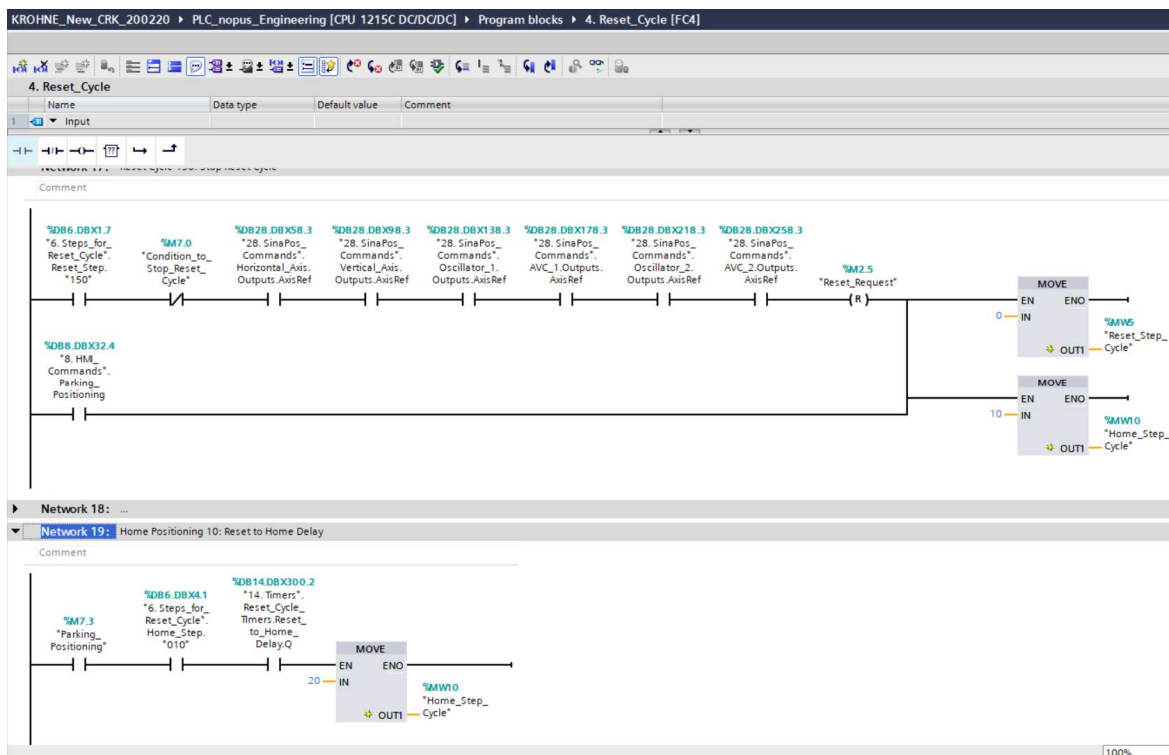 KROHNE_New_CRK_200220 ▸ PLC_nopus_Engineering [CPU 1215C DC/DC/DC] ▸ Program blocks ▸ 4. Reset_Cycle [FC4]
4. Reset_Cycle
Name Data type Default value Comment
1 Input
??
Comment
%DB6.DBX1.7
"6. Steps_for_
Reset_Cycle".
Reset_Step.
"150"
%M7.0
"Condition_to_
Stop_Reset_
Cycle"
%DB28.DBX58.3
"28. SinaPos_
Commands".
Horizontal_Axis.
Outputs.AxisRef
%DB28.DBX98.3
"28. SinaPos_
Commands".
Vertical_Axis.
Outputs.AxisRef
%DB28.DBX138.3
"28. SinaPos_
Commands".
Oscillator_1.
Outputs.AxisRef
%DB28.DBX178.3
"28. SinaPos_
Commands".
AVC_1.Outputs.
AxisRef
%DB28.DBX218.3
"28. SinaPos_
Commands".
Oscillator_2.
Outputs.AxisRef
%DB28.DBX258.3
"28. SinaPos_
Commands".
AVC_2.Outputs.
AxisRef
%M2.5
"Reset_Request"
R
MOVE
EN ENO
0 IN
OUT1
%MW5
"Reset_Step_
Cycle"
%DB8.DBX32.4
"8. HMI_
Commands".
Parking_
Positioning
MOVE
EN ENO
10 IN
OUT1
%MW10
"Home_Step_
Cycle"
Network 18: ...
Network 19: Home Positioning 10: Reset to Home Delay
Comment
%M7.3
"Parking_
Positioning"
%DB6.DBX4.1
"6. Steps_for_
Reset_Cycle".
Home_Step.
"010"
%DB14.DBX300.2
"14. Timers".
Reset_Cycle_
TImers.Reset_
to_Home_
Delay.Q
MOVE
EN ENO
20 IN
OUT1
%MW10
"Home_Step_
Cycle"
100%